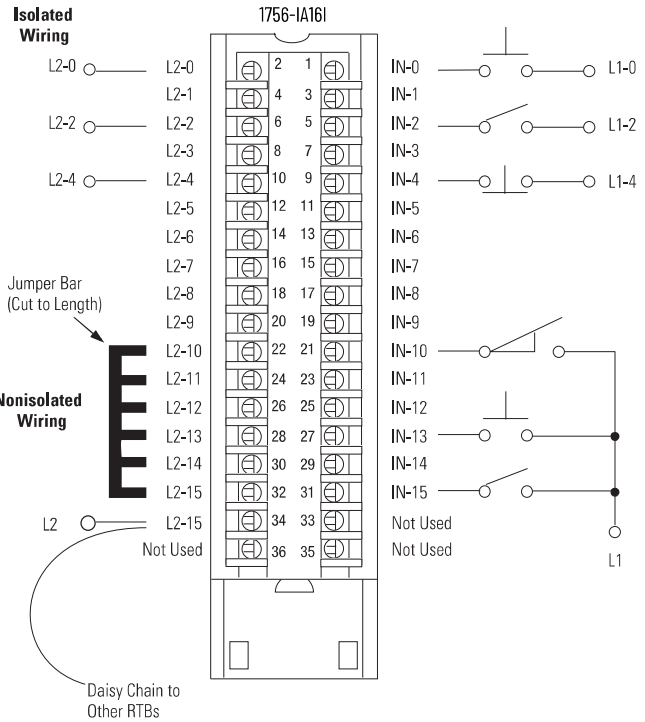 1756-IA16I
Isolated
Wiring
L2-0 L2-0 2 1 IN-0 L1-0
L2-1 4 3 IN-1
L2-2 L2-2 6 5 IN-2 L1-2
L2-3 8 7 IN-3
L2-4 L2-4 10 9 IN-4 L1-4
L2-5 12 11 IN-5
L2-6 14 13 IN-6
L2-7 16 15 IN-7
Jumper Bar
(Cut to Length)
L2-8 18 17 IN-8
L2-9 20 19 IN-9
L2-10 22 21 IN-10
L2-11 24 23 IN-11
Nonisolated
Wiring
L2-12 26 25 IN-12
L2-13 28 27 IN-13
L2-14 30 29 IN-14
L2-15 32 31 IN-15
L2 L2-15 34 33 Not Used
Not Used 36 35 Not Used
L1
Daisy Chain to
Other RTBs